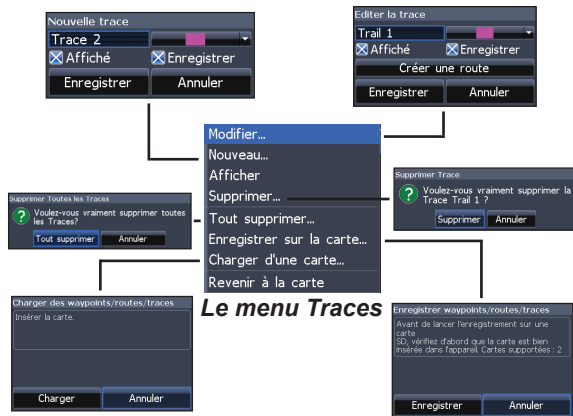 Nouvelle trace
Trace 2
Affiché
Enregistrer
Enregistrer
Annuler
Editer la trace
Trail 1
Affiché
Enregistrer
Créer une route
Enregistrer
Annuler
Modifier...
Nouveau...
Afficher
Supprimer...
Tout supprimer...
Enregistrer sur la carte...
Charger d'une carte...
Revenir à la carte
Supprimer Toutes les Traces
Voulez-vous vraiment supprimer toutes
les Traces?
Tout supprimer
Annuler
Supprimer Trace
Voulez-vous vraiment supprimer la
Trace Trail 1 ?
Supprimer
Annuler
Le menu Traces
Charger des waypoints/routes/traces
Insérer la carte.
Charger
Annuler
Enregistrer waypoints/routes/traces
Avant de lancer l'enregistrement sur une
carte
SD, vérifiez d'abord que la carte est bien
insérée dans l'appareil. Cartes supportées : 2
Enregistrer
Annuler